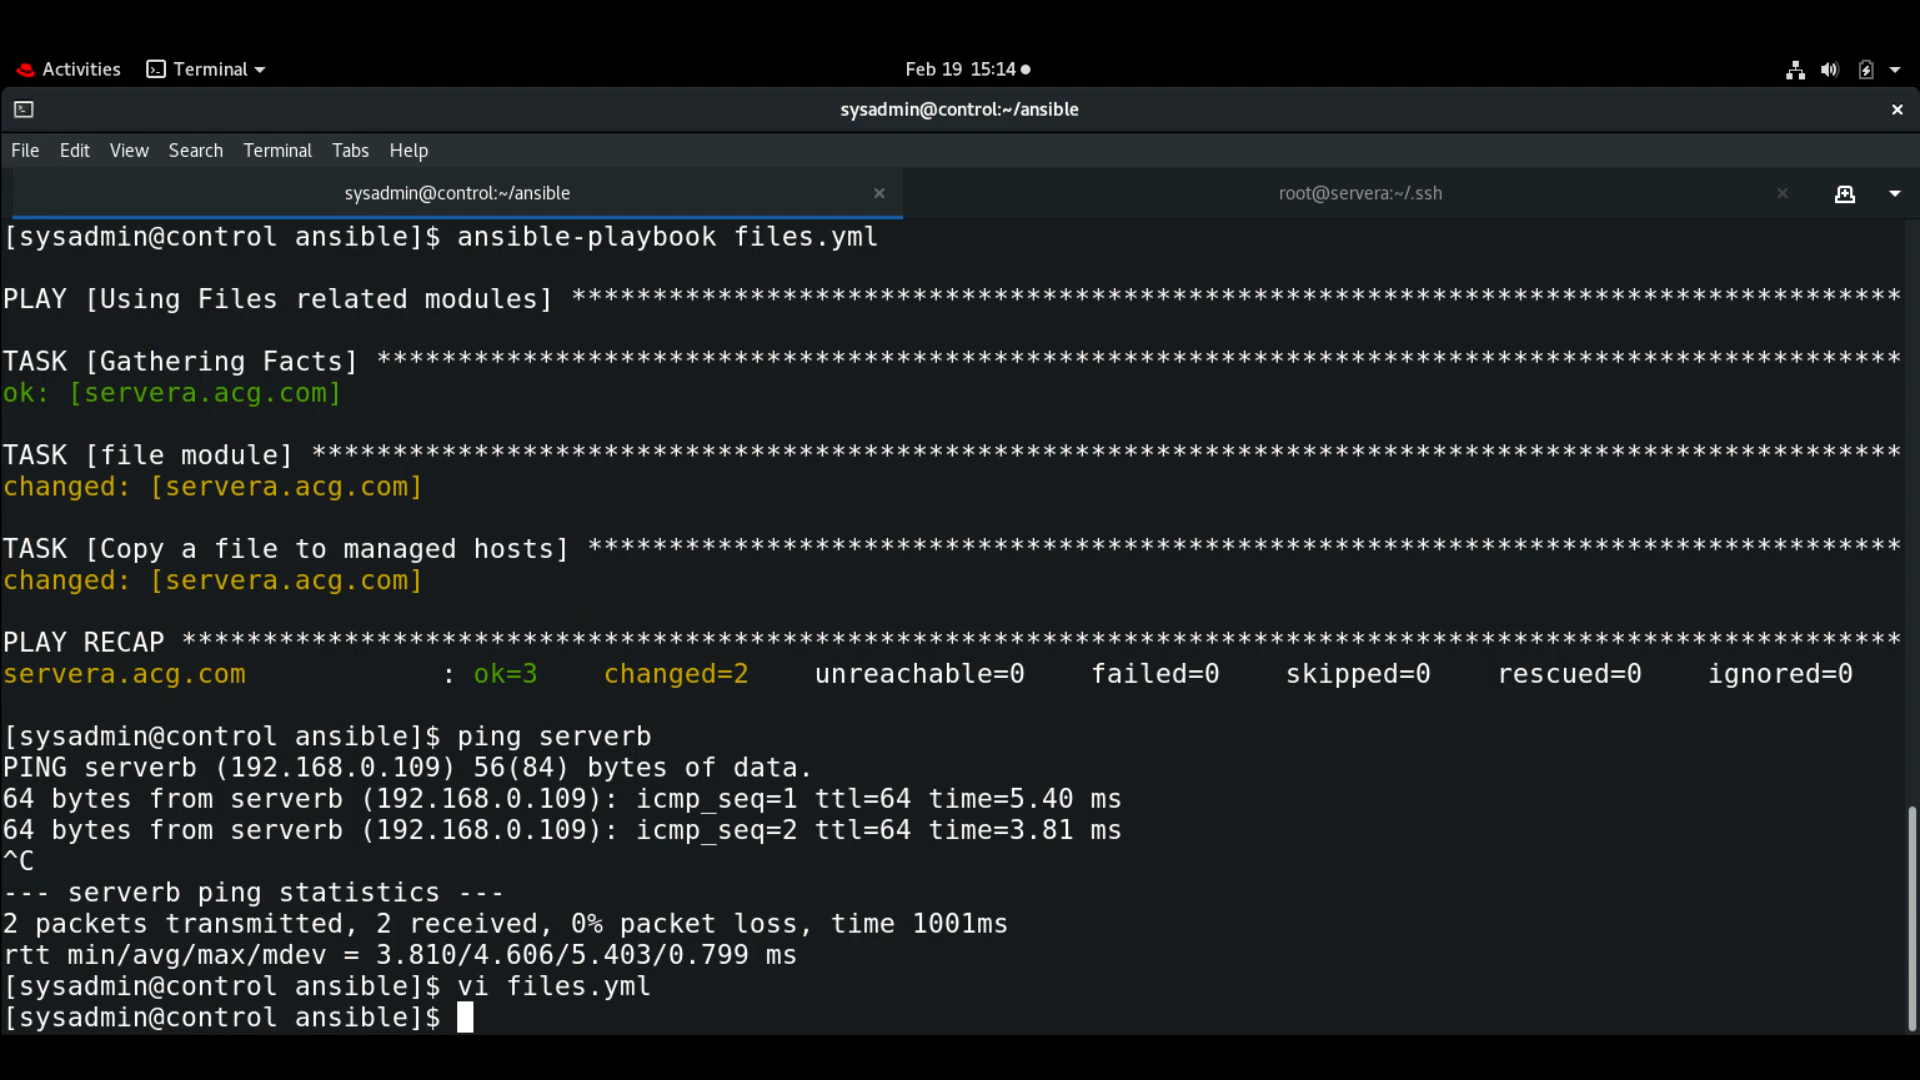 Activities Terminal Feb 19 15:14
sysadmin@control:~/ansible
File Edit View Search Terminal Tabs Help
sysadmin@control:~/ansible root@servera:~/.ssh
[sysadmin@control ansible]$ ansible-playbook files.yml
PLAY [Using Files related modules] **********************************************************************************
TASK [Gathering Facts] **********************************************************************************************
ok: [servera.acg.com]
TASK [file module] **************************************************************************************************
changed: [servera.acg.com]
TASK [Copy a file to managed hosts] *********************************************************************************
changed: [servera.acg.com]
PLAY RECAP **********************************************************************************************************
servera.acg.com            : ok=3    changed=2    unreachable=0    failed=0    skipped=0    rescued=0    ignored=0
[sysadmin@control ansible]$ ping serverb
PING serverb (192.168.0.109) 56(84) bytes of data.
64 bytes from serverb (192.168.0.109): icmp_seq=1 ttl=64 time=5.40 ms
64 bytes from serverb (192.168.0.109): icmp_seq=2 ttl=64 time=3.81 ms
^C
--- serverb ping statistics ---
2 packets transmitted, 2 received, 0% packet loss, time 1001ms
rtt min/avg/max/mdev = 3.810/4.606/5.403/0.799 ms
[sysadmin@control ansible]$ vi files.yml
[sysadmin@control ansible]$